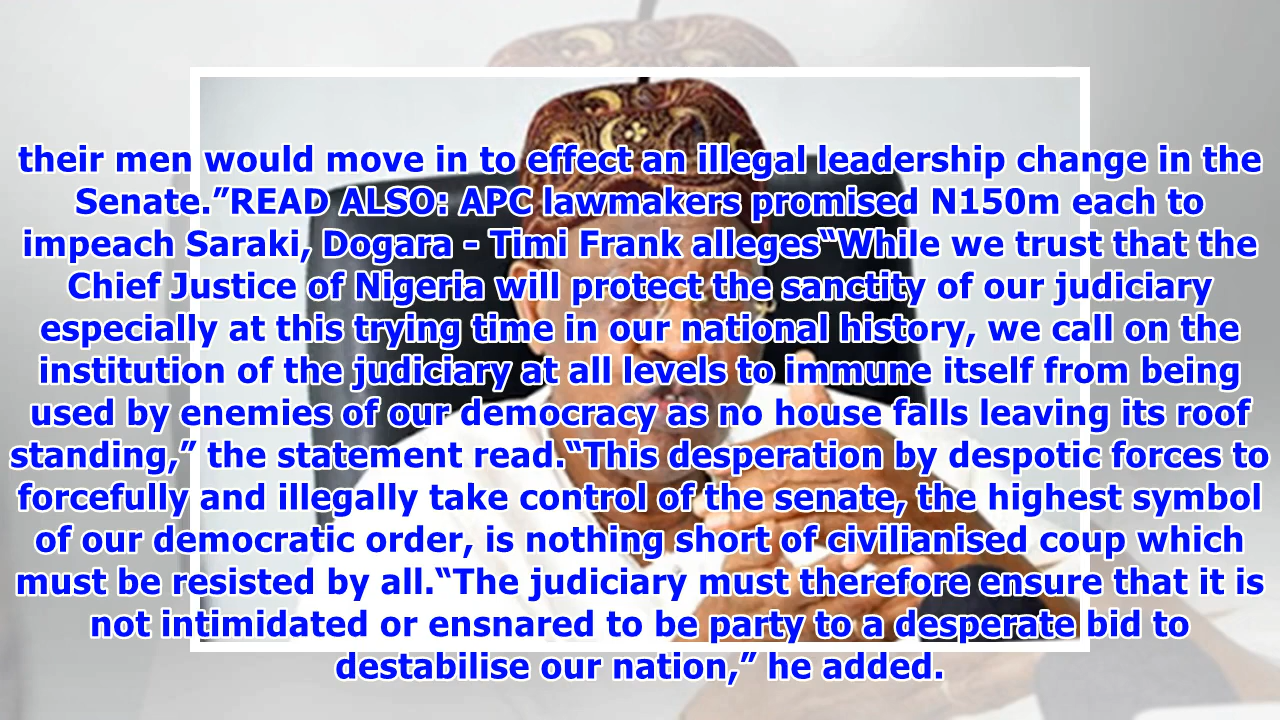 their men would move in to effect an illegal leadership change in the
Senate.”READ ALSO: APC lawmakers promised N150m each to
impeach Saraki, Dogara - Timi Frank alleges“While we trust that the
Chief Justice of Nigeria will protect the sanctity of our judiciary
especially at this trying time in our national history, we call on the
institution of the judiciary at all levels to immune itself from being
used by enemies of our democracy as no house falls leaving its roof
standing,” the statement read.“This desperation by despotic forces to
forcefully and illegally take control of the senate, the highest symbol
of our democratic order, is nothing short of civilianised coup which
must be resisted by all.“The judiciary must therefore ensure that it is
not intimidated or ensnared to be party to a desperate bid to
destabilise our nation,” he added.